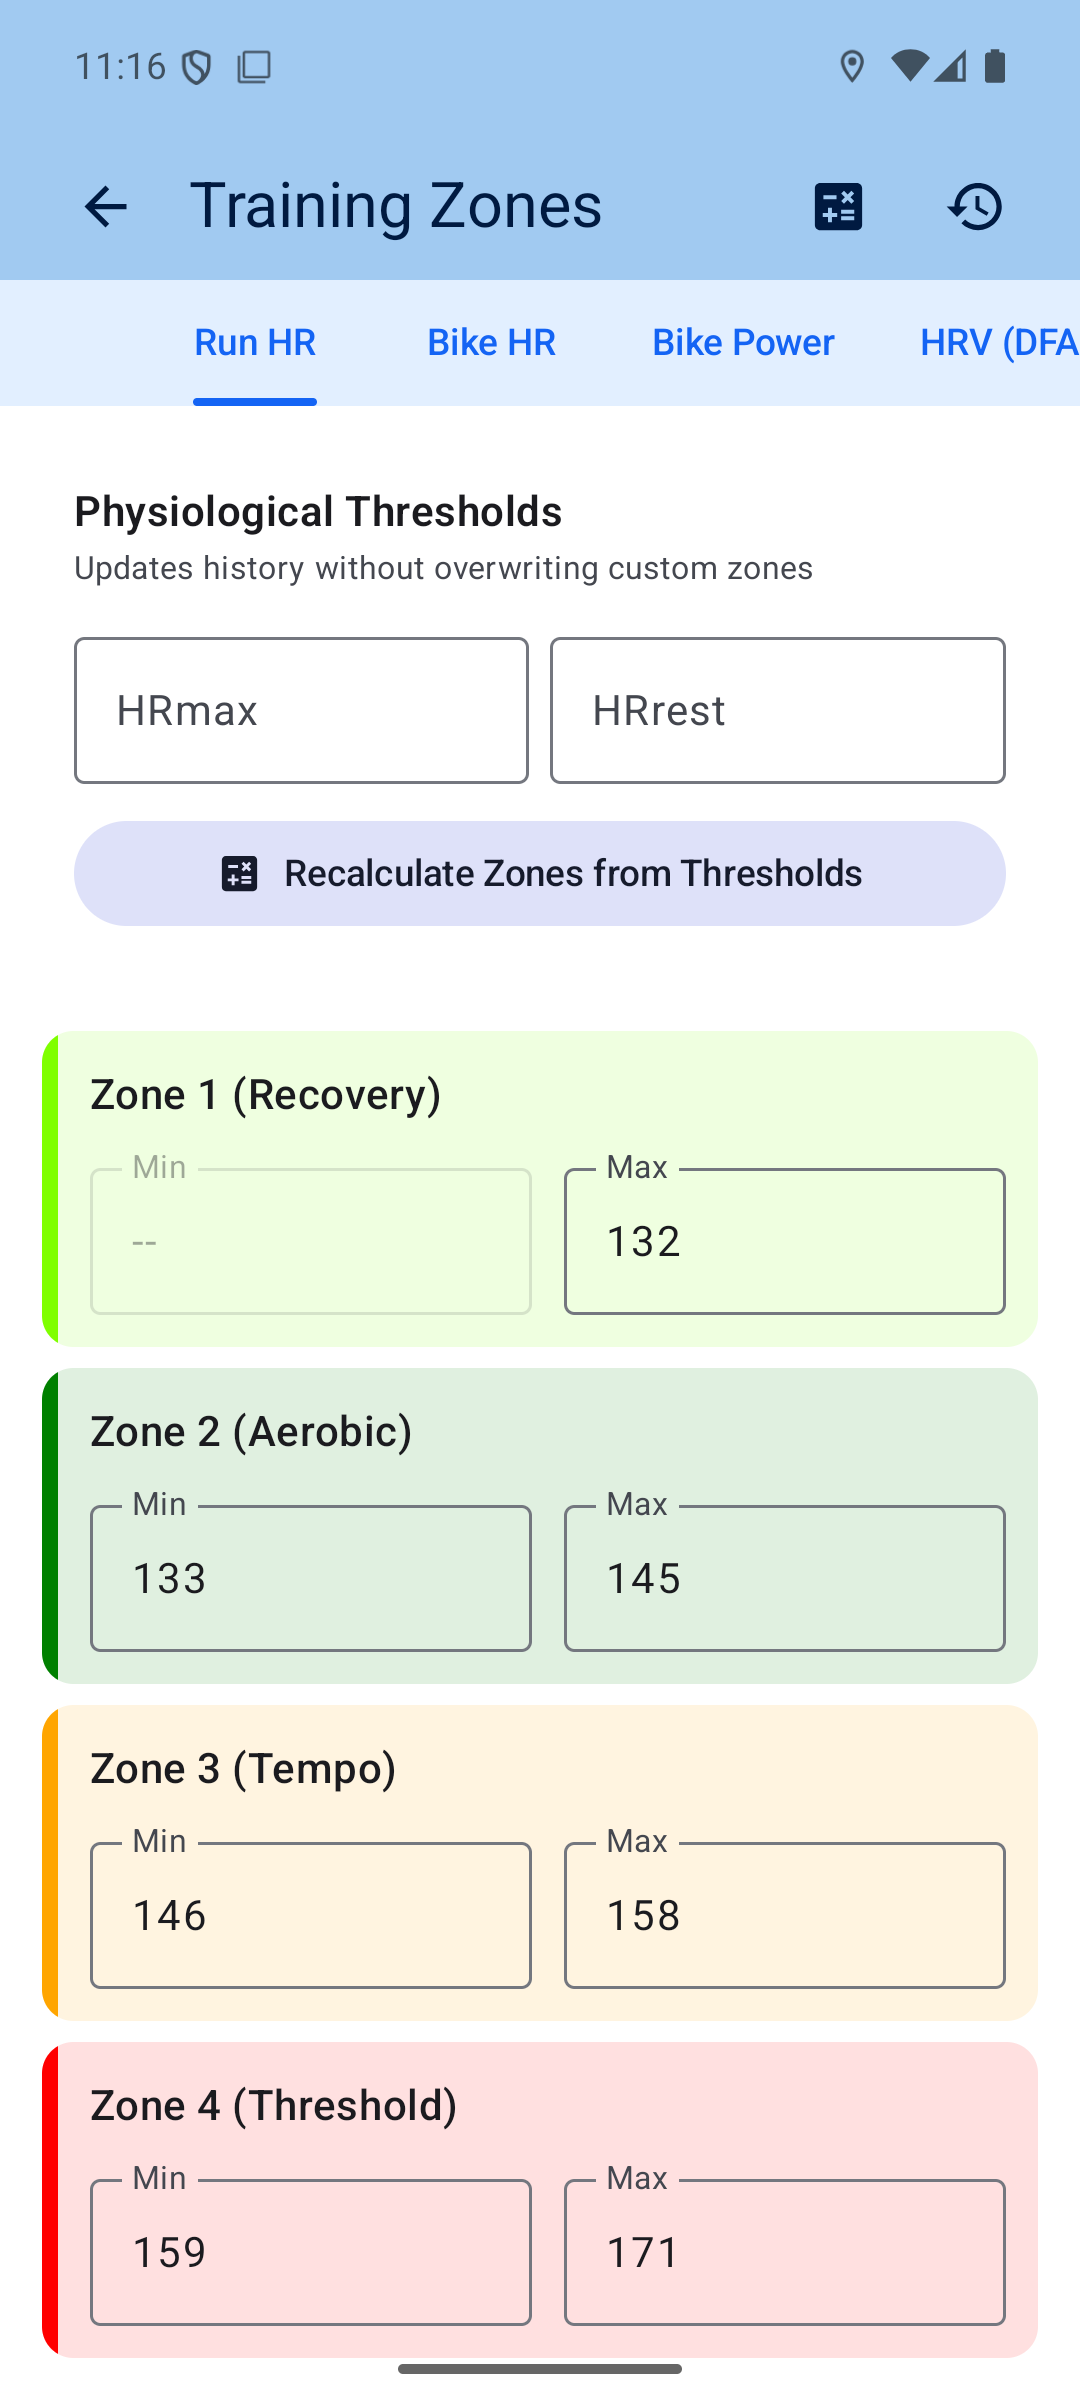 11:16
Training Zones
Run HR Bike HR Bike Power HRV (DFA
Physiological Thresholds
Updates history without overwriting custom zones
HRmax HRrest
Recalculate Zones from Thresholds
Zone 1 (Recovery)
Min Max
-- 132
Zone 2 (Aerobic)
Min Max
133 145
Zone 3 (Tempo)
Min Max
146 158
Zone 4 (Threshold)
Min Max
159 171